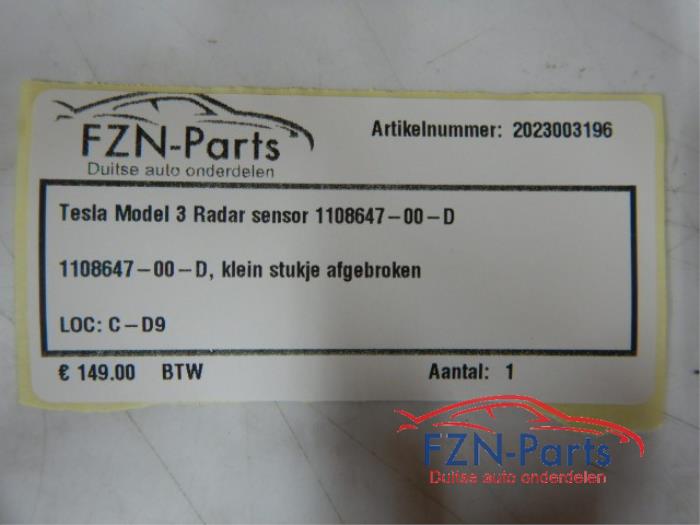 FZN-Parts
Duitse auto onderdelen
Artikelnummer: 2023003196
Tesla Model 3 Radar sensor 1108647-00-D
1108647-00-D, klein stukje afgebroken
LOC: C-D9
€ 149.00 BTW
Aantal: 1
FZN-Parts
Duitse auto onderdelen